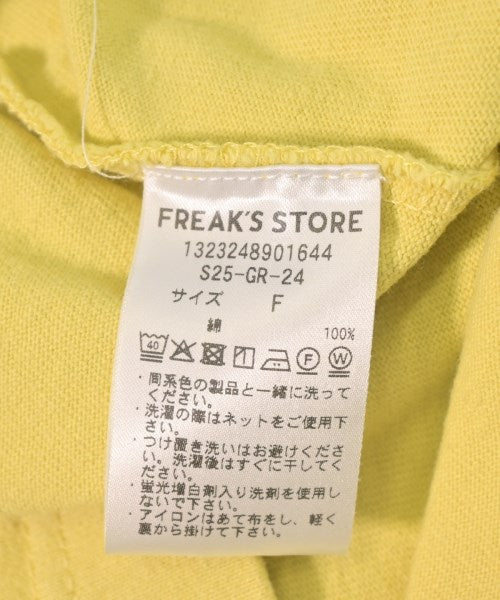 FREAK'S STORE
1323248901644
S25-GR-24
サイズ F
綿 100%
40 F W
・同系色の製品と一緒に洗って
ください。
・洗濯の際はネットをご使用下
さい。
・つけ置き洗いはお避けくださ
い。洗濯後はすぐに干してくだ
さい。
・蛍光増白剤入り洗剤を使用し
ないで下さい。
・アイロンはあて布をし、軽く
裏から掛けて下さい。